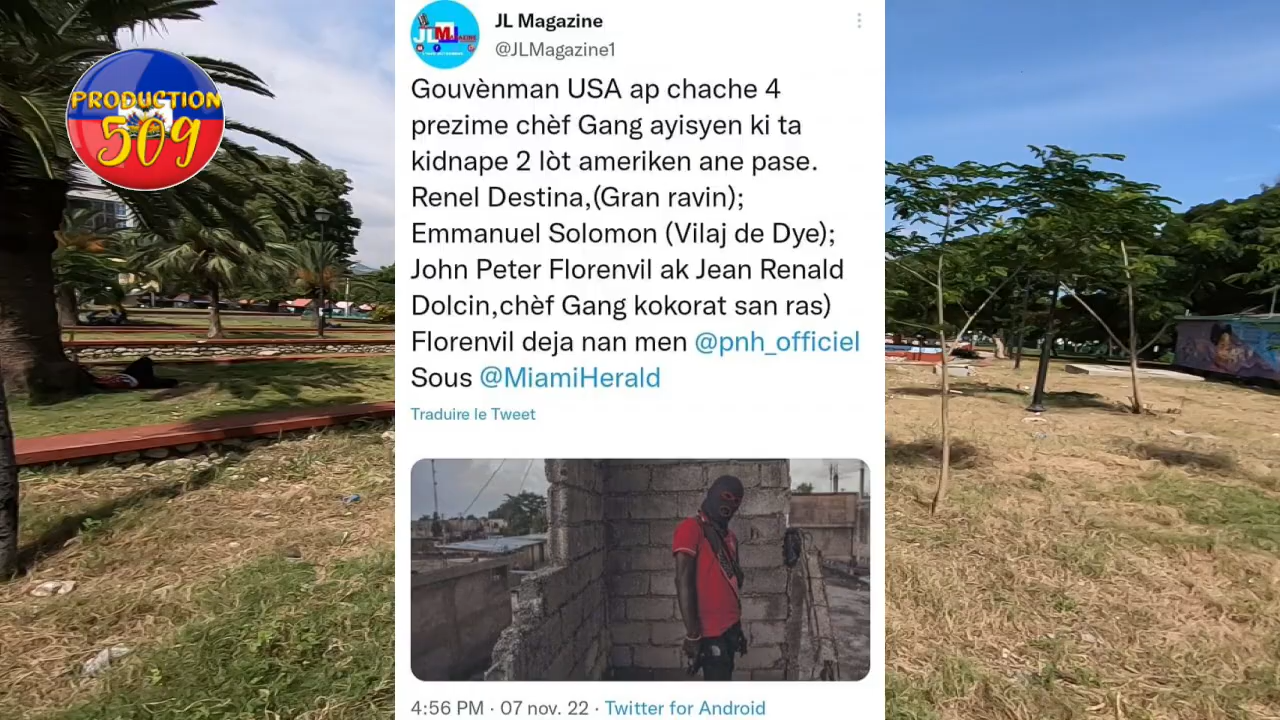 PRODUCTION
509
JL Magazine
@JLMagazine1
Gouvènman USA ap chache 4
prezime chèf Gang ayisyen ki ta
kidnape 2 lòt ameriken ane pase.
Renel Destina,(Gran ravin);
Emmanuel Solomon (Vilaj de Dye);
John Peter Florenvil ak Jean Renald
Dolcin,chèf Gang kokorat san ras)
Florenvil deja nan men @pnh_officiel
Sous @MiamiHerald
Traduire le Tweet
4:56 PM · 07 nov. 22 · Twitter for Android